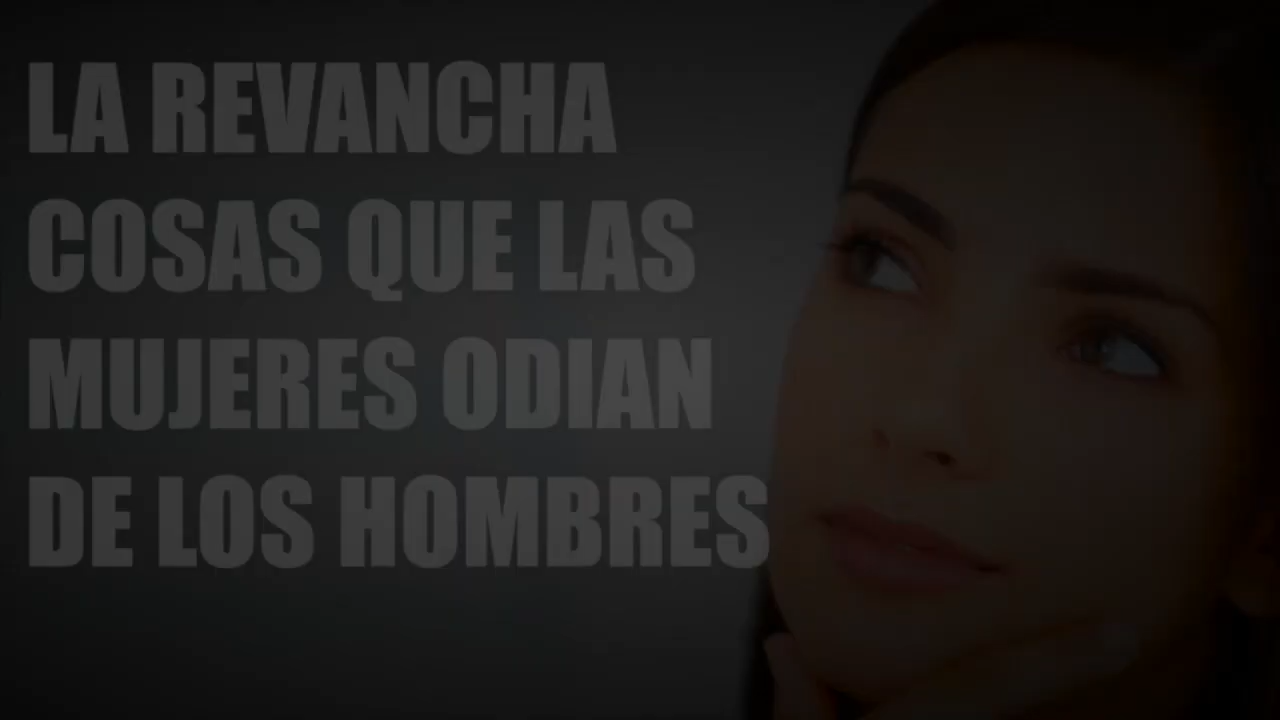 LA REVANCHA
COSAS QUE LAS
MUJERES ODIAN
DE LOS HOMBRES